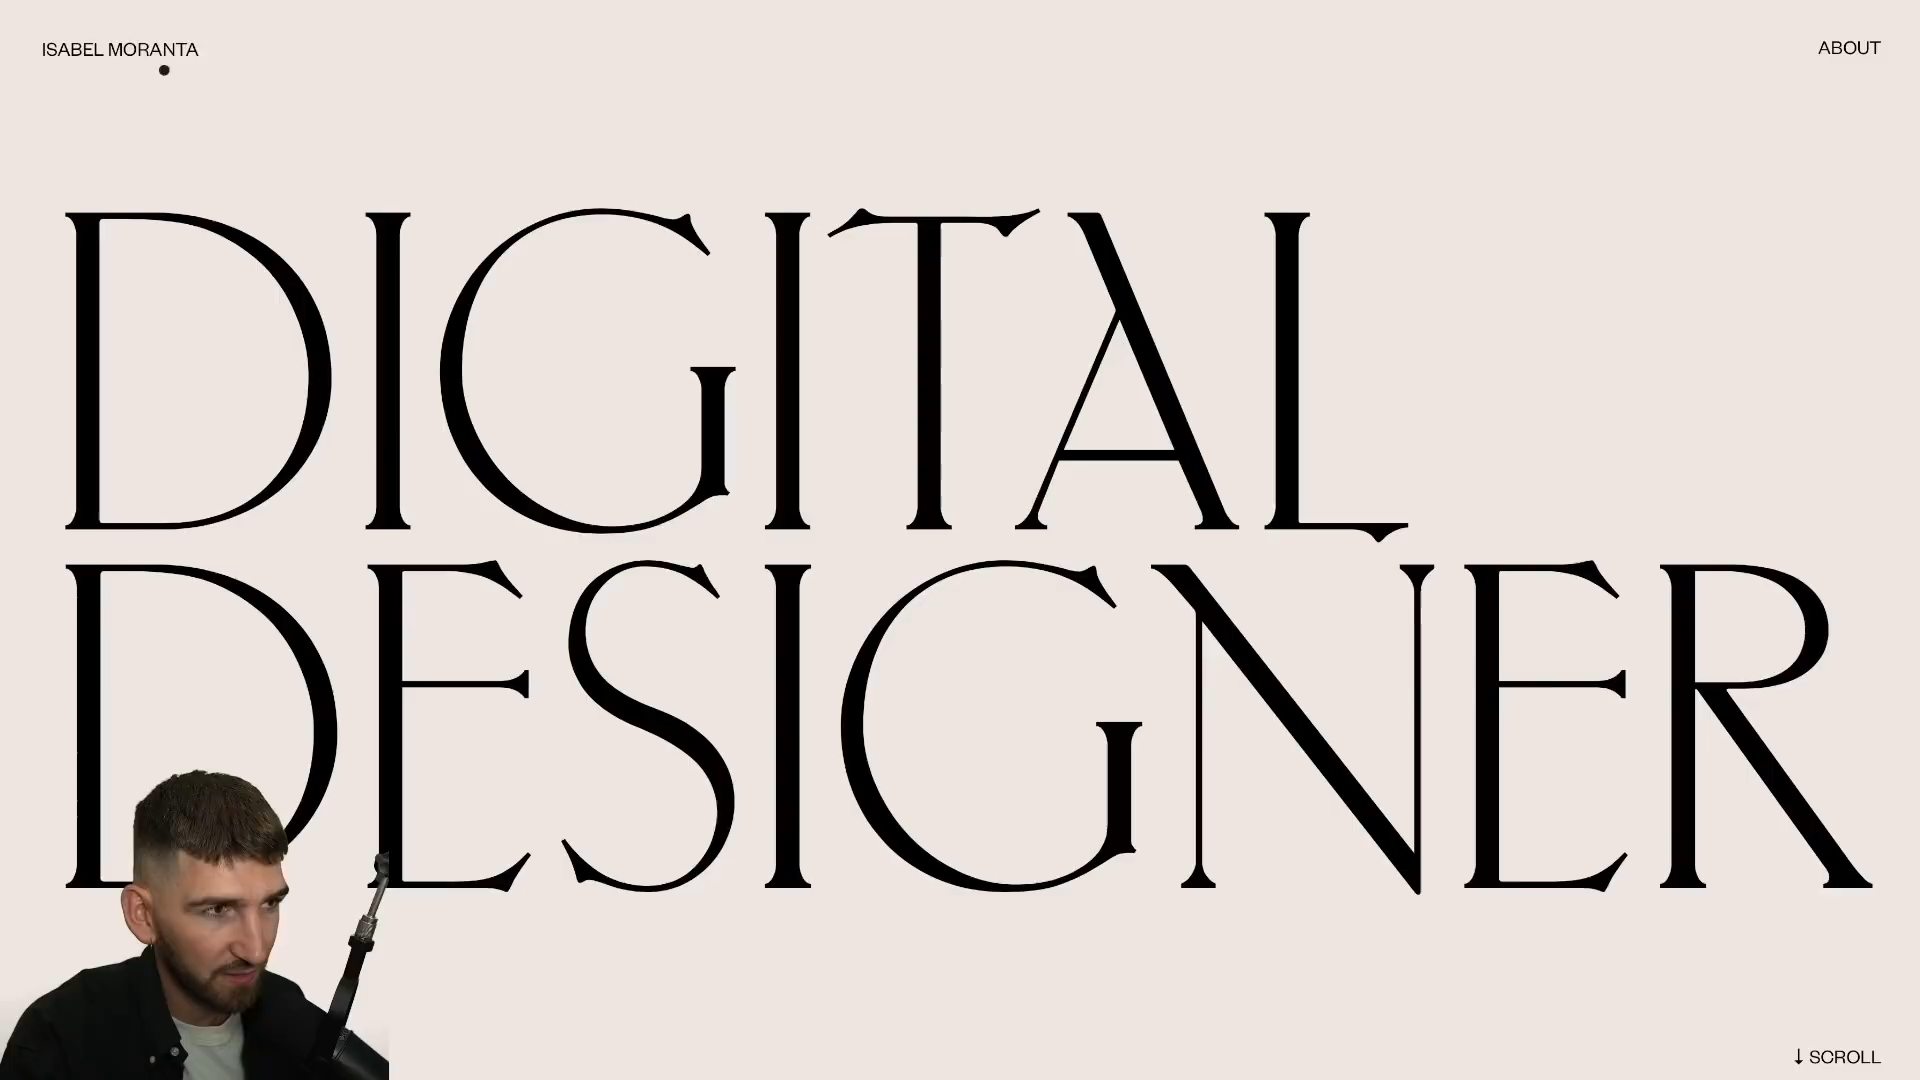 ISABEL MORANTA
ABOUT
DIGITAL
DESIGNER
↓ SCROLL